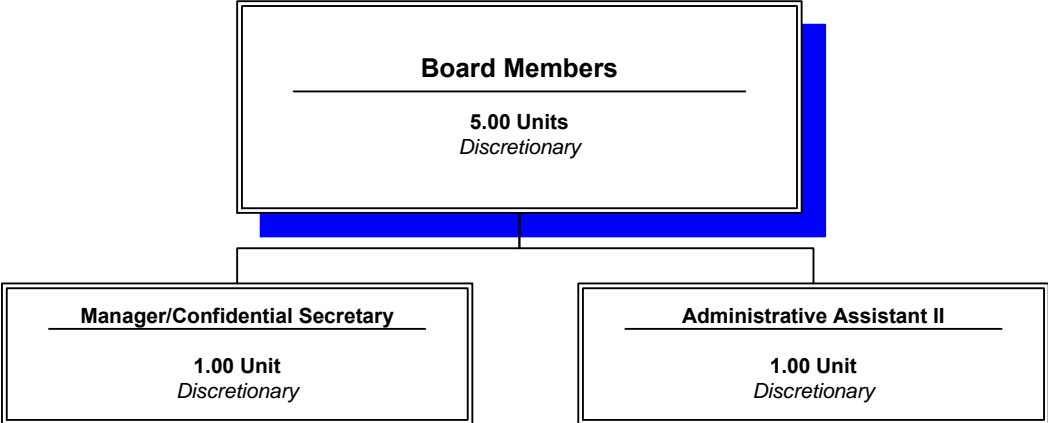 Board Members
5.00 Units
Discretionary
Manager/Confidential Secretary
1.00 Unit
Discretionary
Administrative Assistant II
1.00 Unit
Discretionary